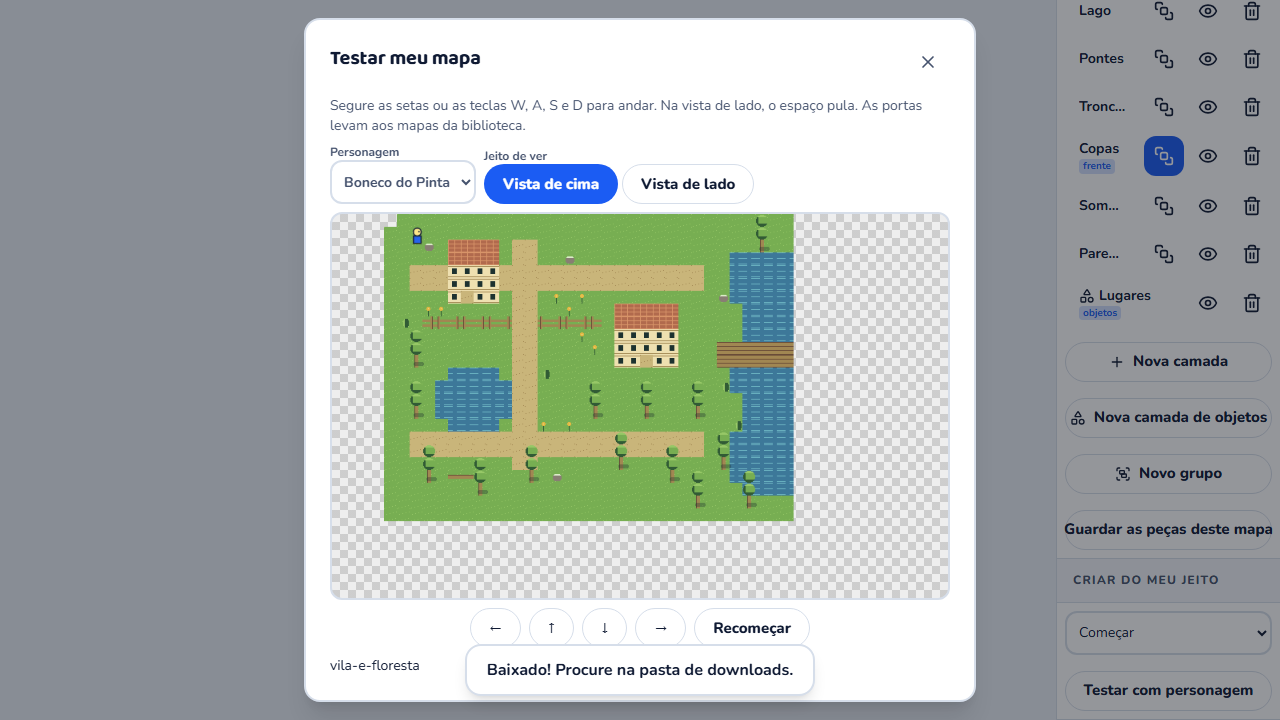 Testar meu mapa
Segure as setas ou as teclas W, A, S e D para andar. Na vista de lado, o espaço pula. As portas
levam aos mapas da biblioteca.
Personagem
Boneco do Pinta
Jeito de ver
Vista de cima
Vista de lado
←
↑
↓
→
Recomeçar
vila-e-floresta
Baixado! Procure na pasta de downloads.
Lago
Pontes
Tronc...
Copas
frente
Som...
Pare...
Lugares
objetos
Nova camada
Nova camada de objetos
Novo grupo
Guardar as peças deste mapa
CRIAR DO MEU JEITO
Começar
Testar com personagem